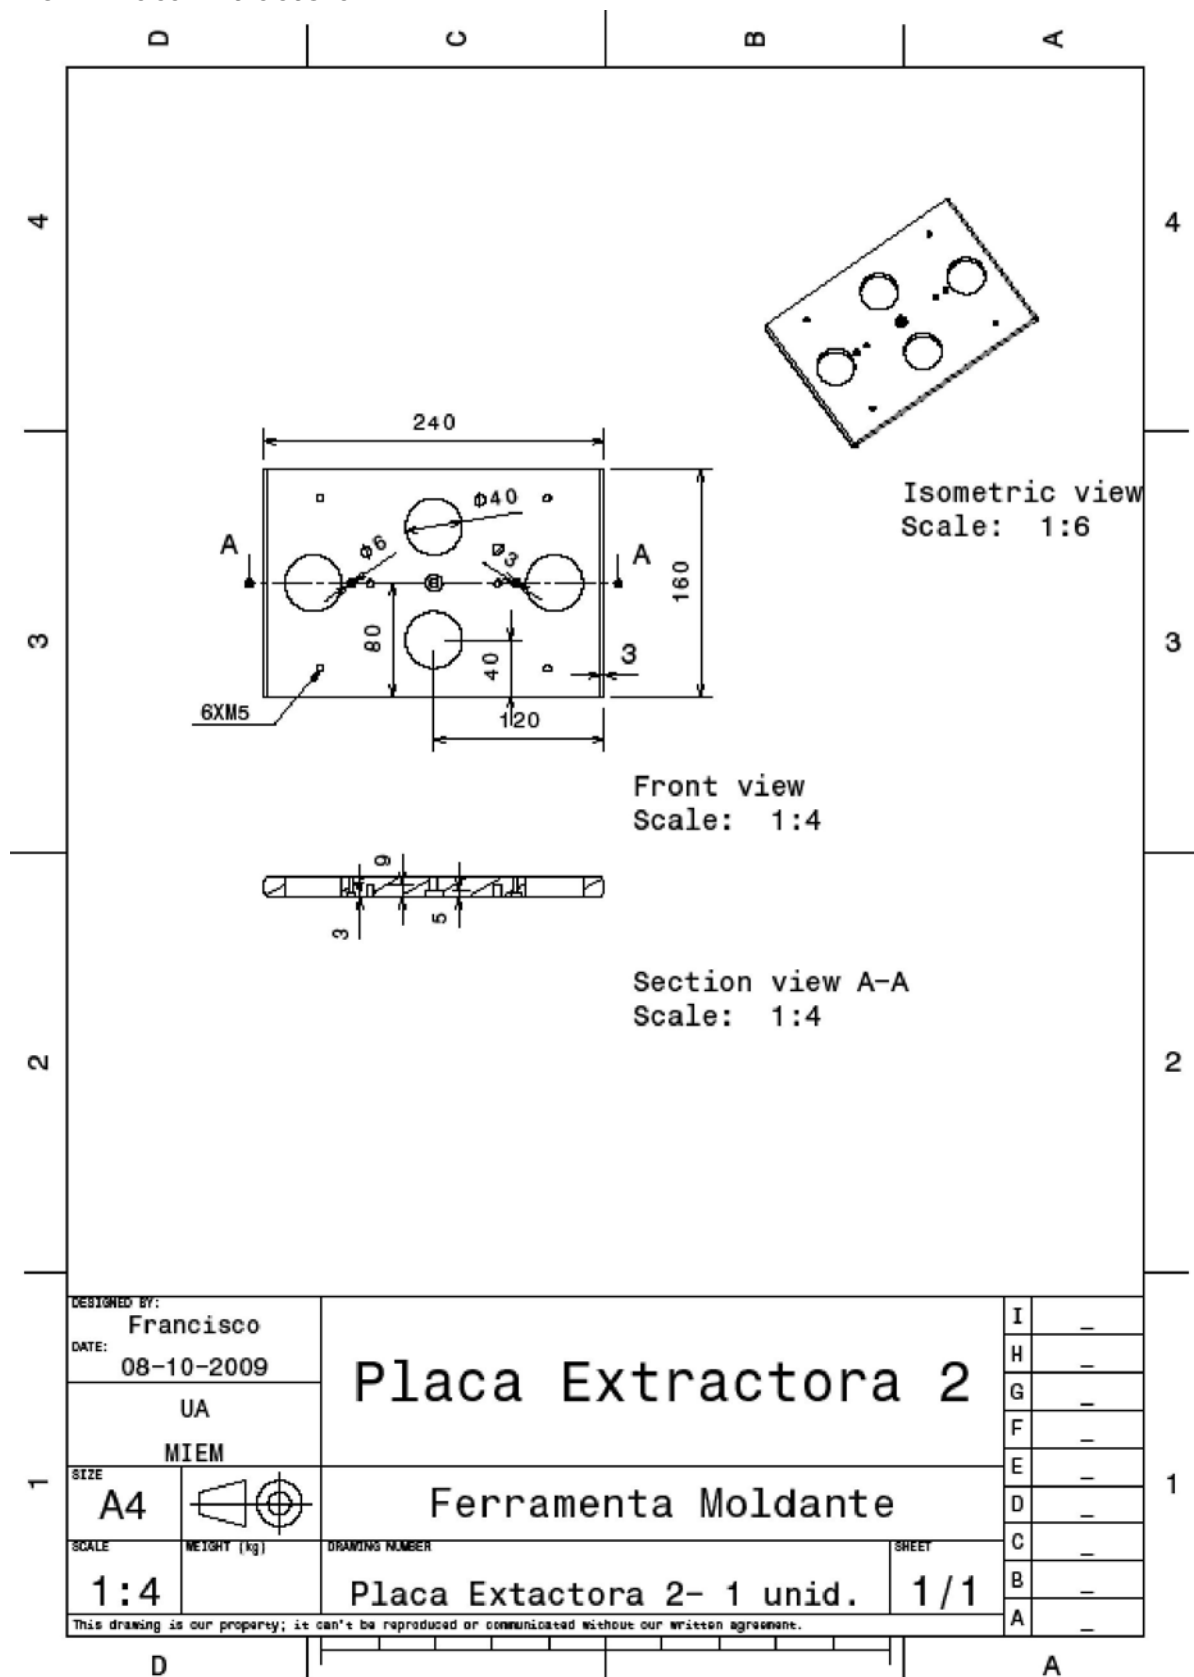 D C B A
4 4
Isometric view
Scale: 1:6
240
Φ40
A Φ6 3 A
160
80
40
3
6XM5
120
3 3
Front view
Scale: 1:4
9
3
5
Section view A-A
Scale: 1:4
2 2
DESIGNED BY:
Francisco
DATE:
08-10-2009
UA
MIEM
Placa Extractora 2
SIZE
A4
Ferramenta Moldante
SCALE
1:4
WEIGHT (kg)
DRAWING NUMBER
Placa Extactora 2- 1 unid.
SHEET
1/1
This drawing is our property; it can't be reproduced or communicated without our written agreement.
I _
H _
G _
F _
E _
D _
C _
B _
A _
1 1
D A